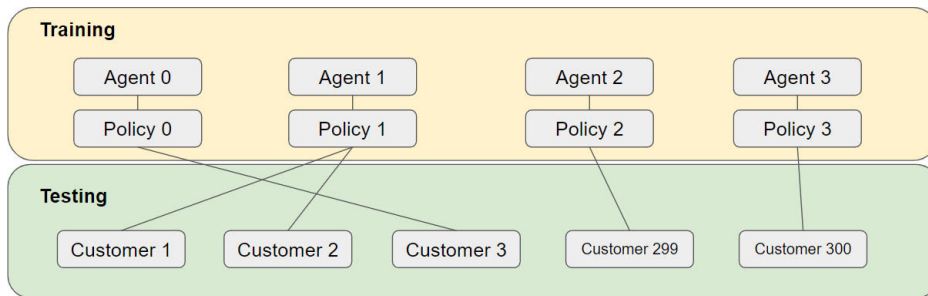 Training
Agent 0
Agent 1
Agent 2
Agent 3
Policy 0
Policy 1
Policy 2
Policy 3
Testing
Customer 1
Customer 2
Customer 3
Customer 299
Customer 300